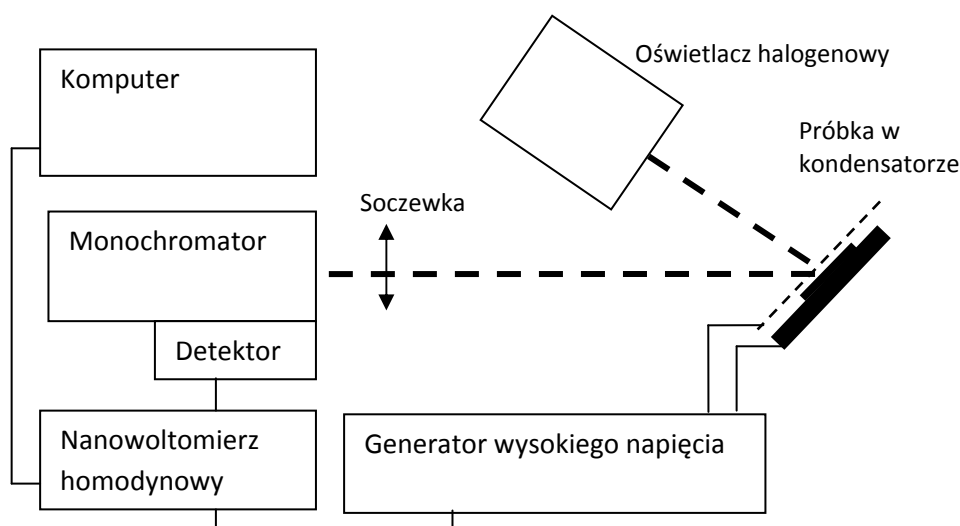 Komputer
Oświetlacz halogenowy
Próbka w
kondensatorze
Soczewka
Monochromator
Detektor
Nanowoltomierz
homodynowy
Generator wysokiego napięcia